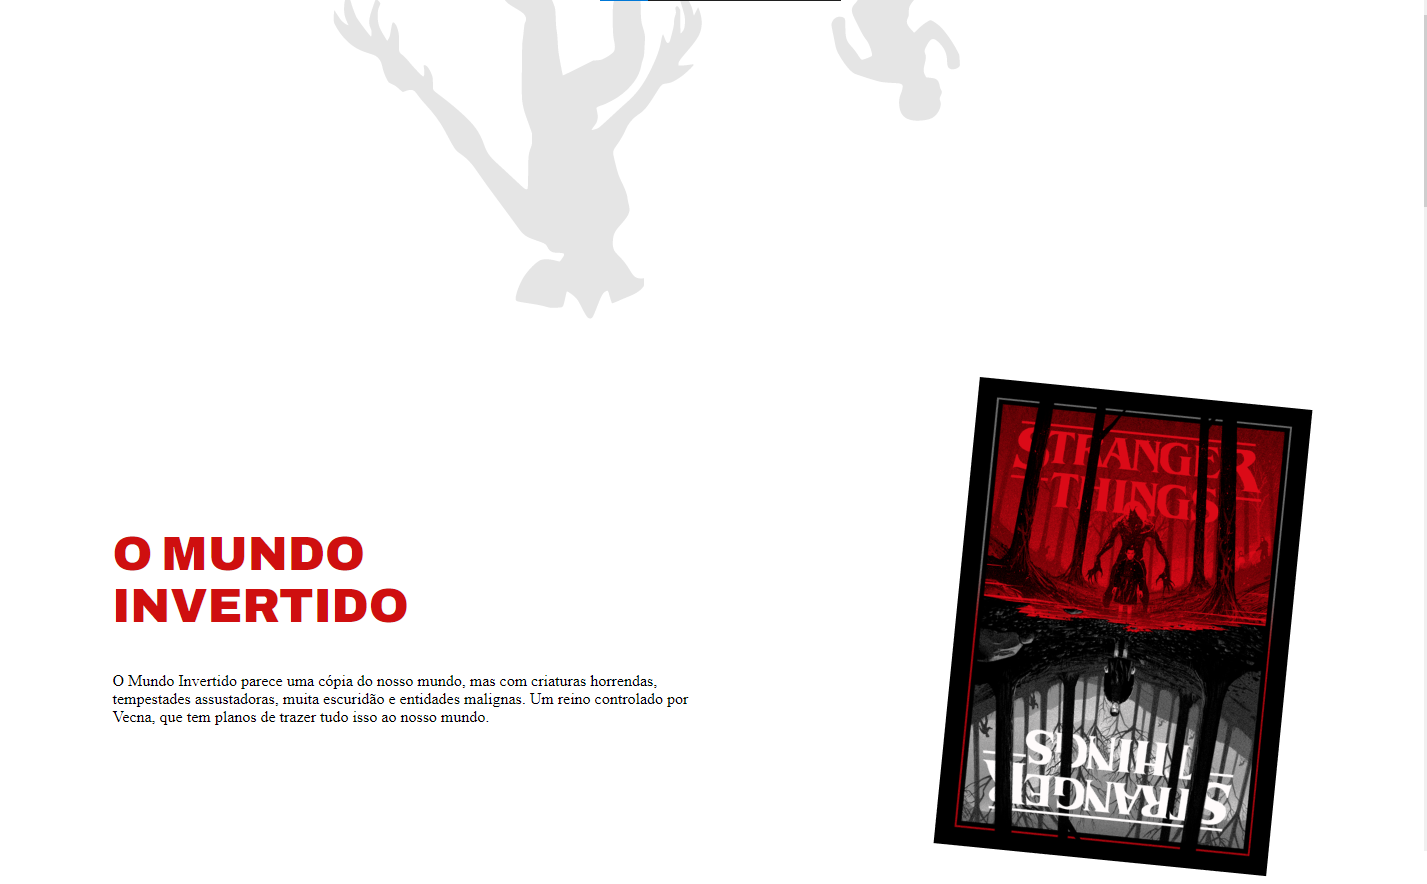 STRANGER
THINGS
O MUNDO
INVERTIDO
O Mundo Invertido parece uma cópia do nosso mundo, mas com criaturas horrendas,
tempestades assustadoras, muita escuridão e entidades malignas. Um reino controlado por
Vecna, que tem planos de trazer tudo isso ao nosso mundo.
THINGS
STRANGER